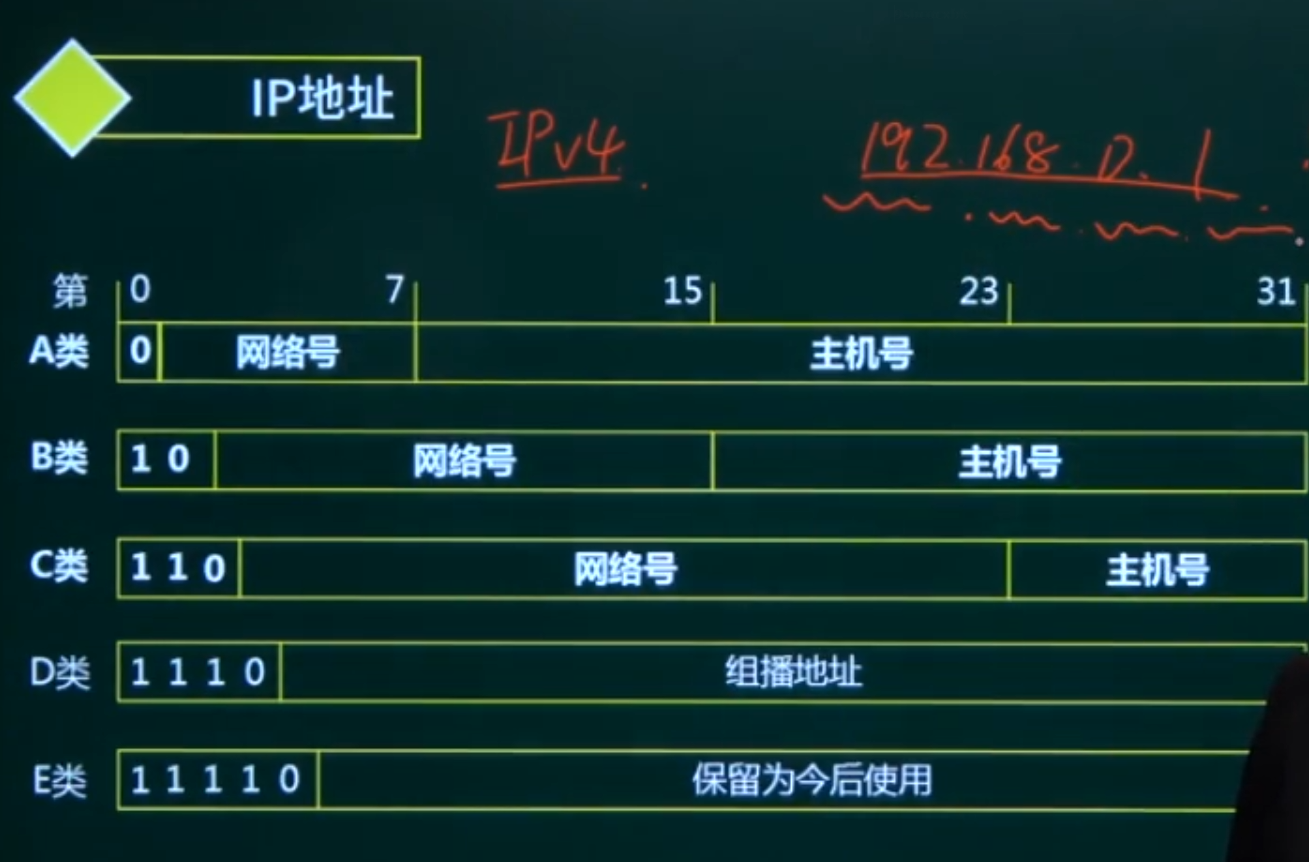 IP地址
IPv4.
192.168.0.1
第 0 7 15 23 31
A类 0 网络号 主机号
B类 1 0 网络号 主机号
C类 1 1 0 网络号 主机号
D类 1 1 1 0 组播地址
E类 1 1 1 1 0 保留为今后使用